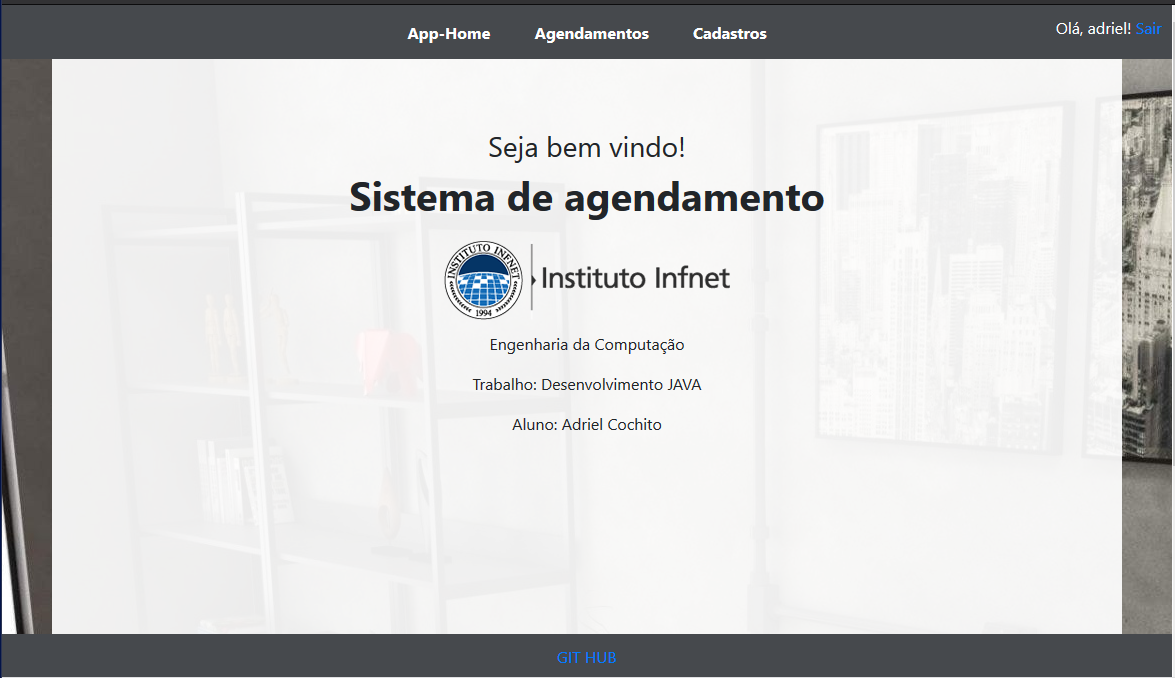 App-Home Agendamentos Cadastros Olá, adriel! Sair
Seja bem vindo!
Sistema de agendamento
INSTITUTO INFNET
1994
Instituto Infnet
Engenharia da Computação
Trabalho: Desenvolvimento JAVA
Aluno: Adriel Cochito
GIT HUB